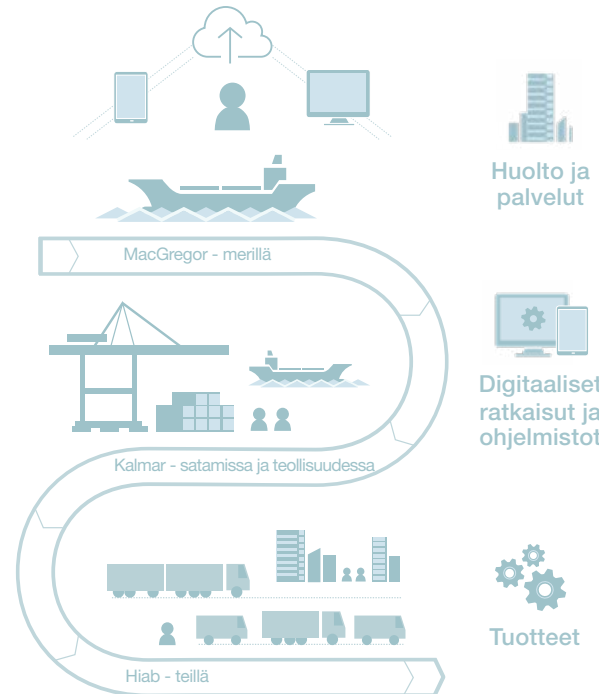 Huolto ja
palvelut
MacGregor - merillä
Digitaaliset
ratkaisut ja
ohjelmistot
Kalmar - satamissa ja teollisuudessa
Tuotteet
Hiab - teillä